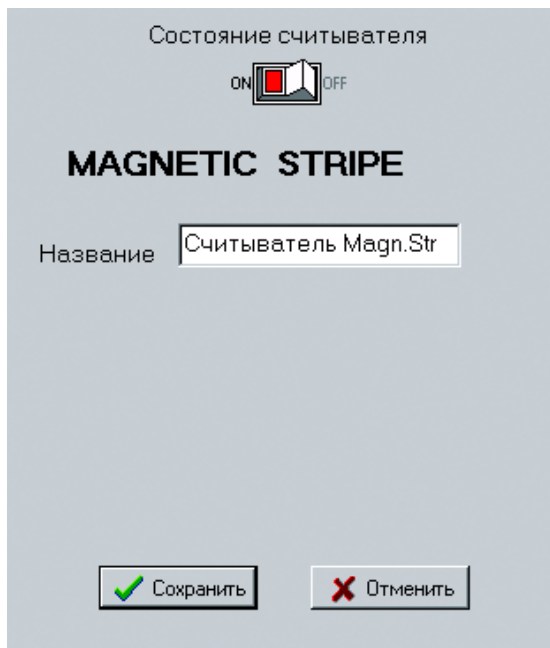 Состояние считывателя
ON OFF
MAGNETIC STRIPE
Название Считыватель Magn.Str
Сохранить Отменить